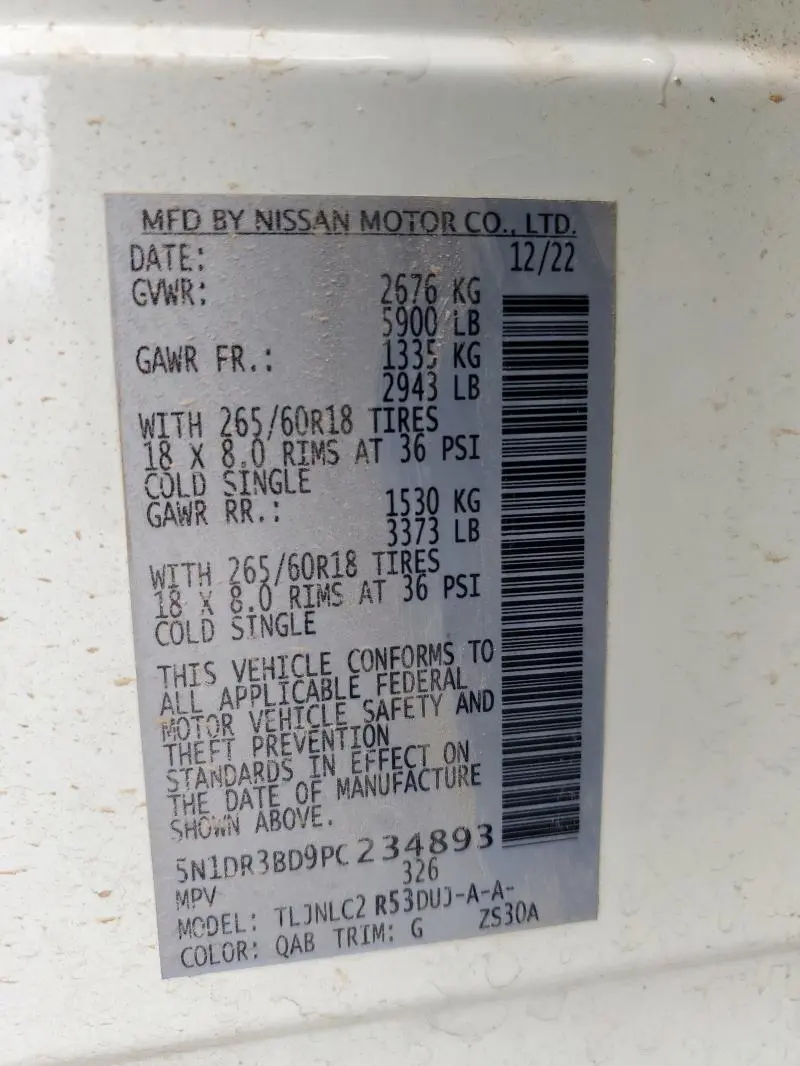 MFD BY NISSAN MOTOR CO., LTD.
DATE: 12/22
GVWR: 2676 KG
5900 LB
GAWR FR.: 1335 KG
2943 LB
WITH 265/60R18 TIRES
18 X 8.0 RIMS AT 36 PSI
COLD SINGLE
GAWR RR.: 1530 KG
3373 LB
WITH 265/60R18 TIRES
18 X 8.0 RIMS AT 36 PSI
COLD SINGLE
THIS VEHICLE CONFORMS TO
ALL APPLICABLE FEDERAL
MOTOR VEHICLE SAFETY AND
THEFT PREVENTION
STANDARDS IN EFFECT ON
THE DATE OF MANUFACTURE
SHOWN ABOVE.
5N1DR3BD9PC234893
326
MPV
MODEL: TLJNLC2 R53DUJ-A-A-
ZS30A
COLOR: QAB TRIM: G